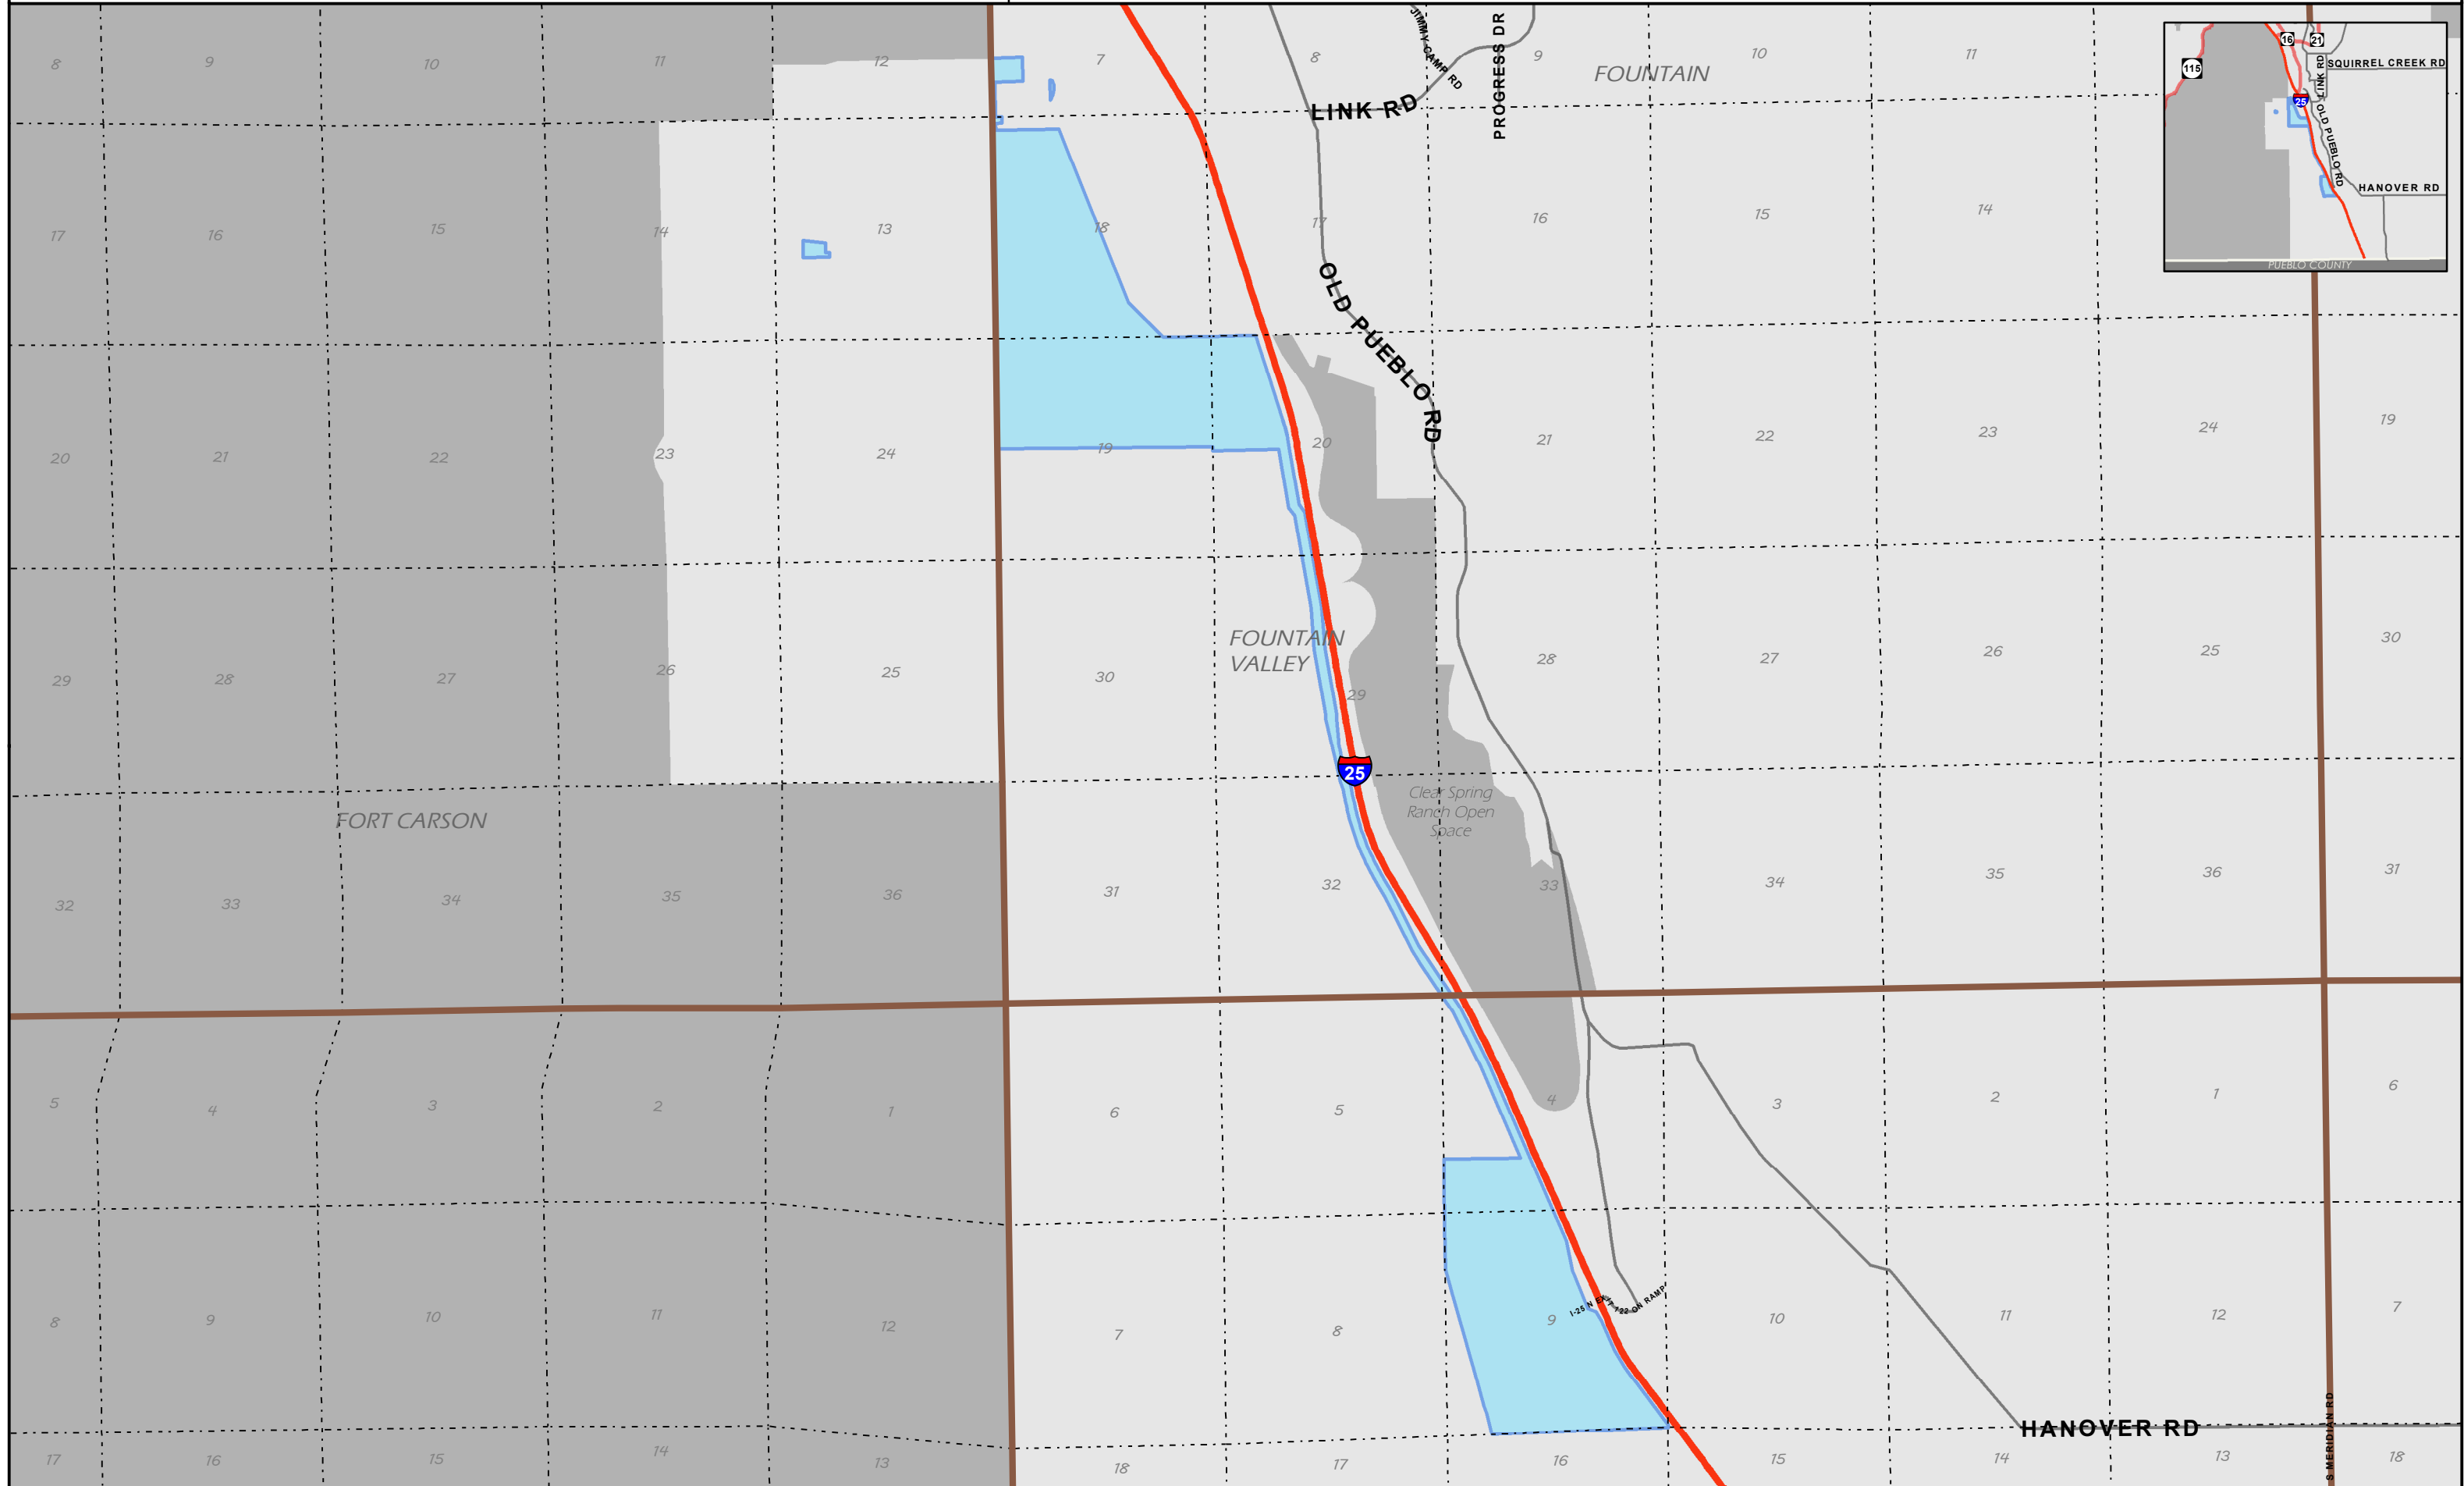 8 9 10 11 12 7 8 9 10 11
JIMMY CAMP RD
PROGRESS DR
FOUNTAIN
LINK RD
16 21
115
SQUIRREL CREEK RD
LINK RD
25
OLD PUEBLO RD
HANOVER RD
PUEBLO COUNTY
17 16 15 14 13 18 17 16 15 14
OLD PUEBLO RD
20 21 22 23 24 19 20 21 22 23 24 19
FOUNTAIN
VALLEY
29 28 27 26 25 30 29 28 27 26 25 30
25
Clear Spring
Ranch Open
Space
FORT CARSON
32 33 34 35 36 31 32 33 34 35 36 31
5 4 3 2 1 6 5 4 3 2 1 6
I-25 N EXIT 122 ON RAMP
8 9 10 11 12 7 8 9 10 11 12 7
HANOVER RD
S MERIDIAN RD
17 16 15 14 13 18 17 16 15 14 13 18